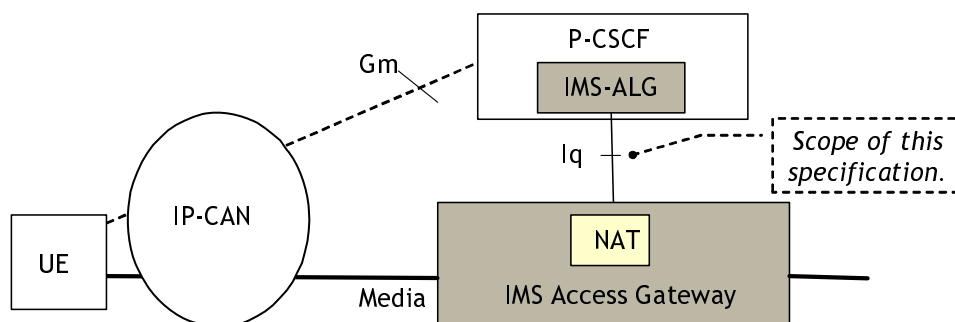 P-CSCF
Gm
IMS-ALG
Iq
Scope of this
specification.
IP-CAN
NAT
UE
Media
IMS Access Gateway